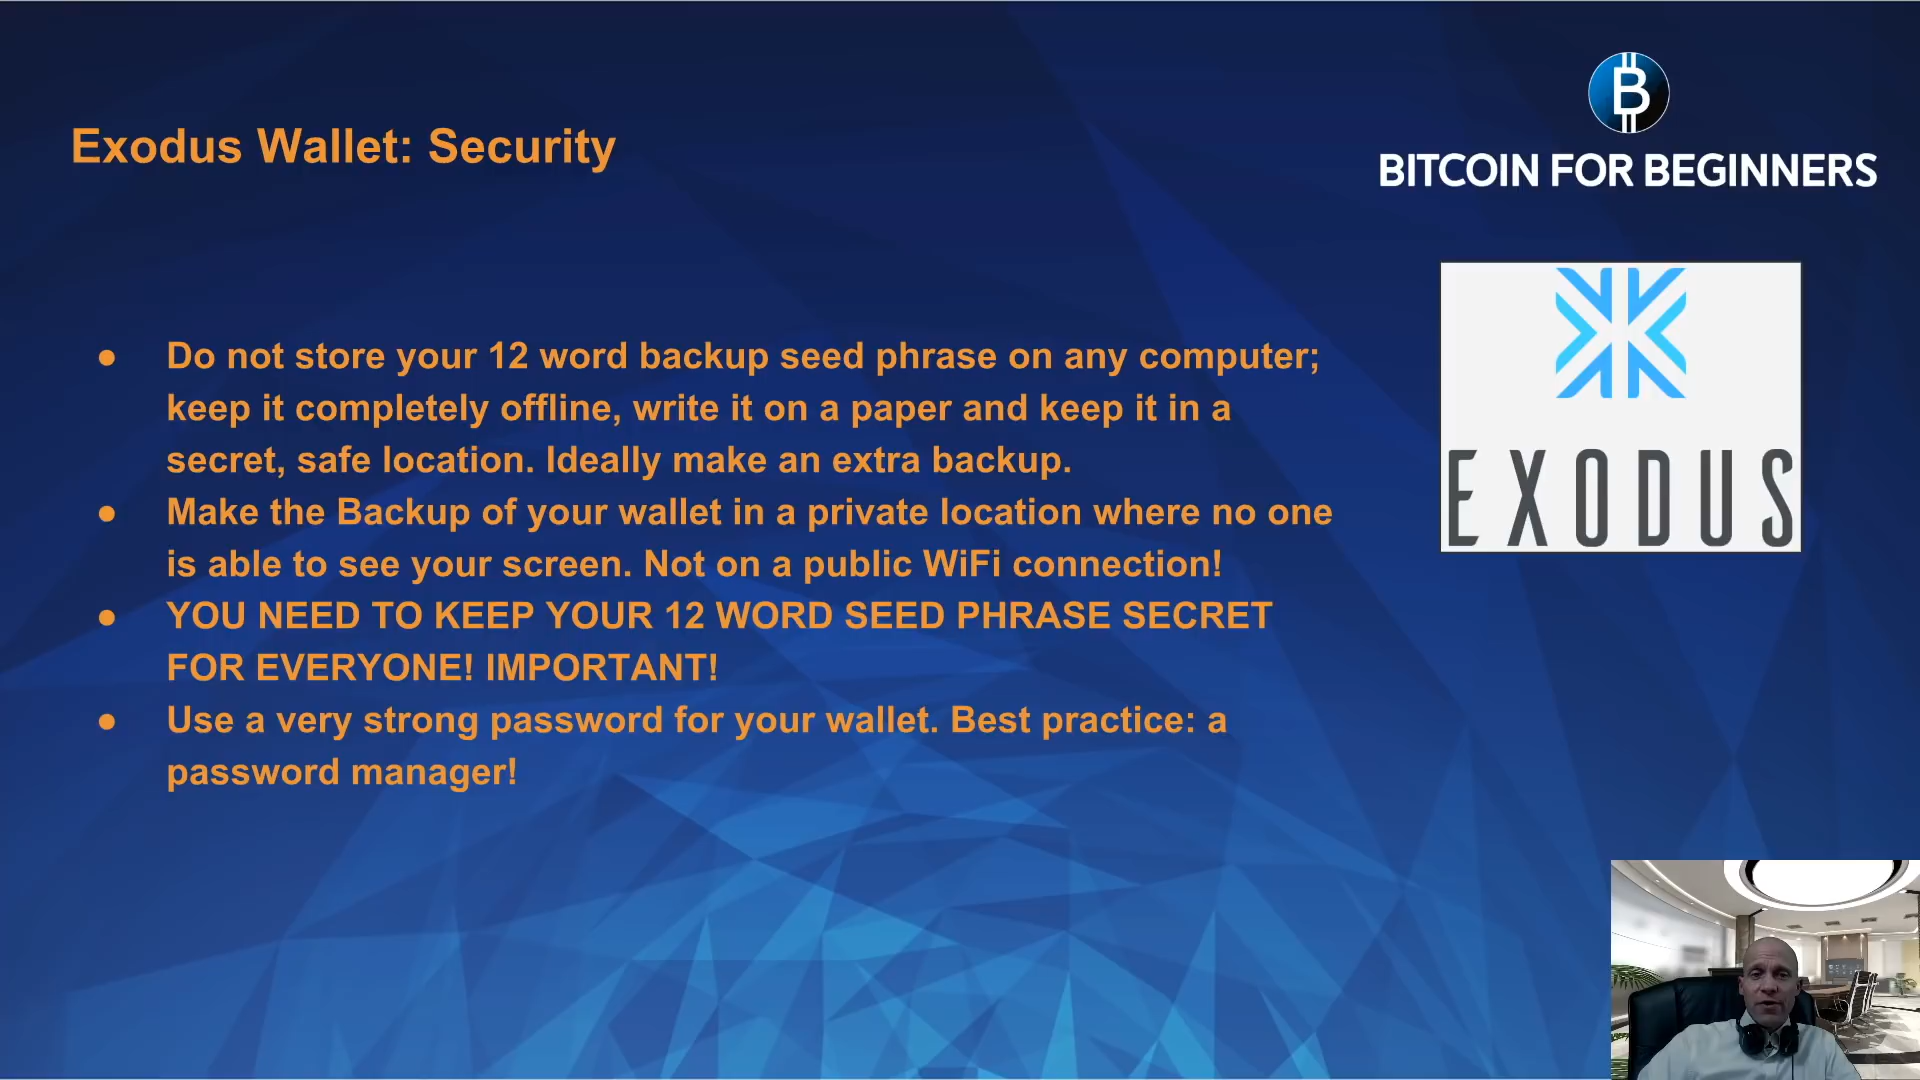 Exodus Wallet: Security
BITCOIN FOR BEGINNERS
● Do not store your 12 word backup seed phrase on any computer;
keep it completely offline, write it on a paper and keep it in a
secret, safe location. Ideally make an extra backup.
● Make the Backup of your wallet in a private location where no one
is able to see your screen. Not on a public WiFi connection!
● YOU NEED TO KEEP YOUR 12 WORD SEED PHRASE SECRET
FOR EVERYONE! IMPORTANT!
● Use a very strong password for your wallet. Best practice: a
password manager!
EXODUS